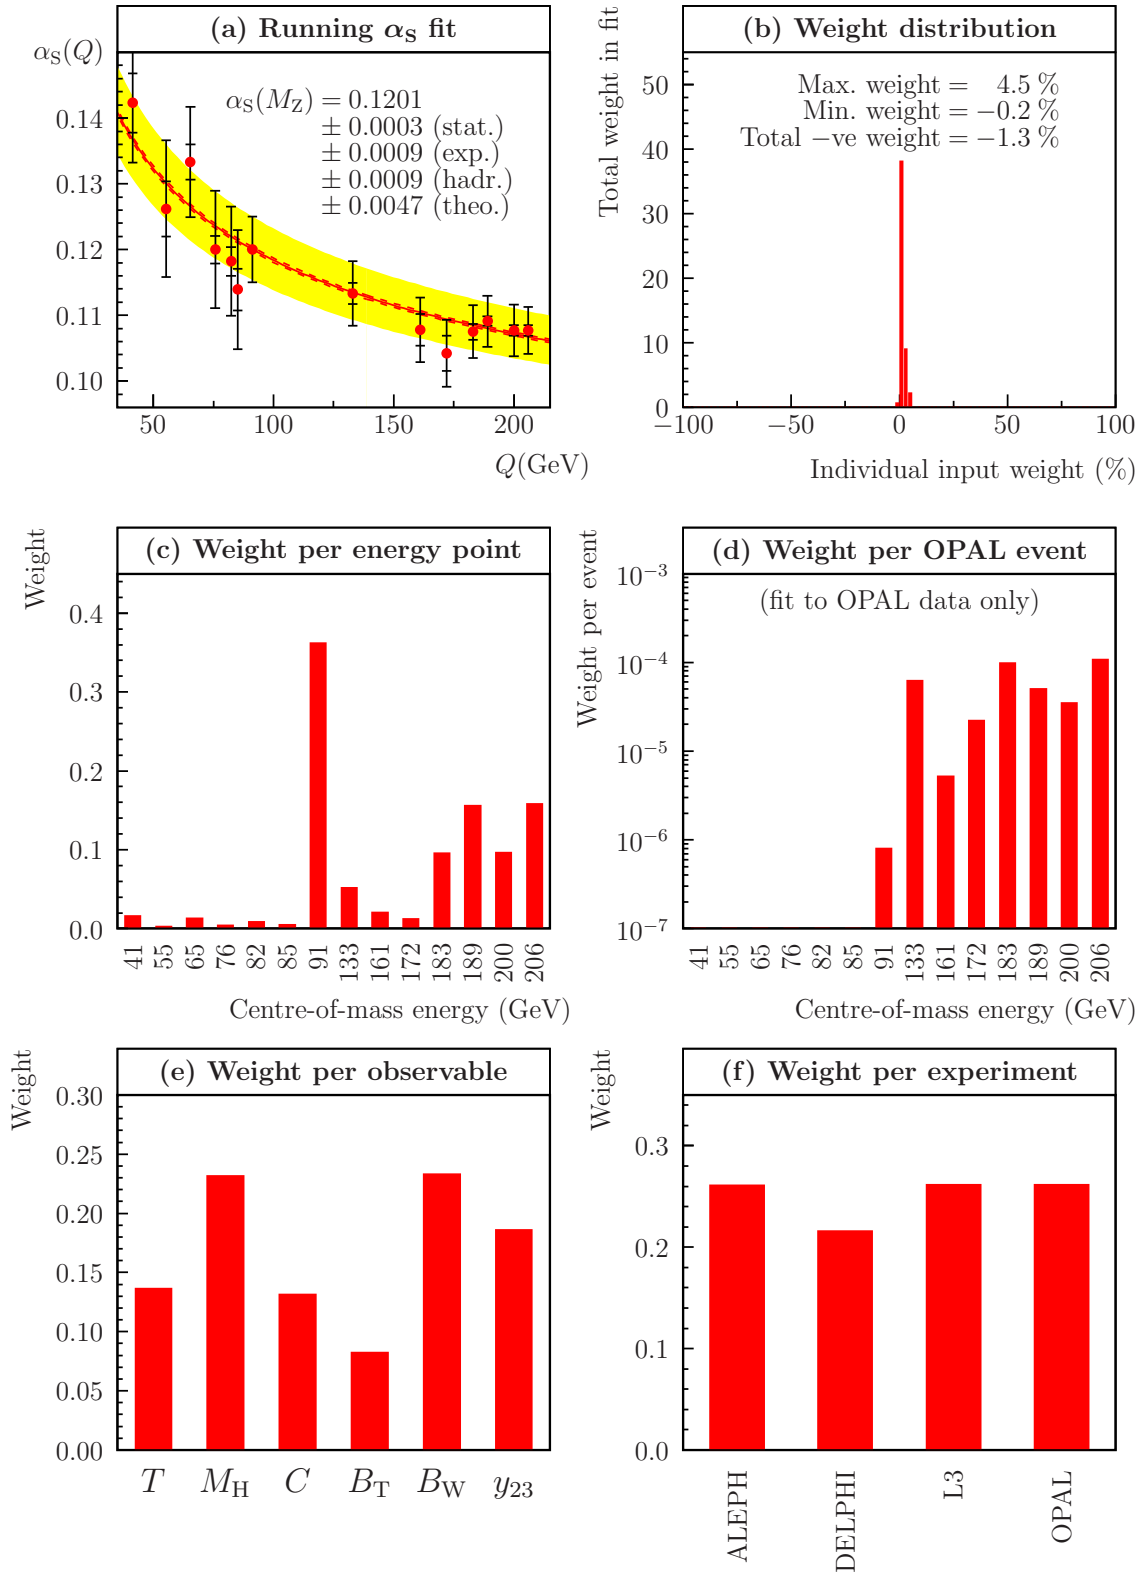 (a) Running αS fit
αS(Q)
0.14
0.13
0.12
0.11
0.10
αS(MZ) = 0.1201
± 0.0003 (stat.)
± 0.0009 (exp.)
± 0.0009 (hadr.)
± 0.0047 (theo.)
50 100 150 200
Q(GeV)
(b) Weight distribution
Total weight in fit
50
40
30
20
10
0
Max. weight = 4.5 %
Min. weight = −0.2 %
Total −ve weight = −1.3 %
−100 −50 0 50 100
Individual input weight (%)
(c) Weight per energy point
Weight
0.4
0.3
0.2
0.1
0.0
41 55 65 76 82 85 91 133 161 172 183 189 200 206
Centre-of-mass energy (GeV)
(d) Weight per OPAL event
Weight per event
(fit to OPAL data only)
10−3
10−4
10−5
10−6
10−7
41 55 65 76 82 85 91 133 161 172 183 189 200 206
Centre-of-mass energy (GeV)
(e) Weight per observable
Weight
0.30
0.25
0.20
0.15
0.10
0.05
0.00
T MH C BT BW y23
(f) Weight per experiment
Weight
0.3
0.2
0.1
0.0
ALEPH DELPHI L3 OPAL